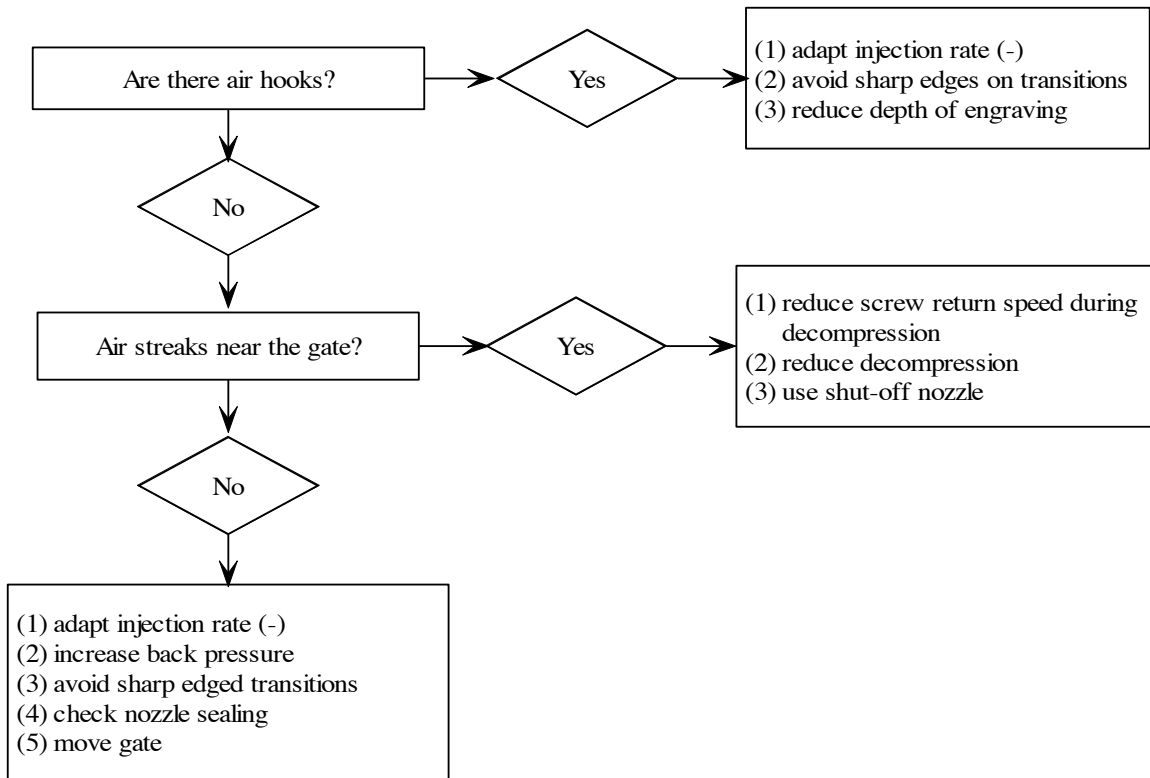 Are there air hooks?
Yes
(1) adapt injection rate (-)
(2) avoid sharp edges on transitions
(3) reduce depth of engraving
No
Air streaks near the gate?
Yes
(1) reduce screw return speed during
decompression
(2) reduce decompression
(3) use shut-off nozzle
No
(1) adapt injection rate (-)
(2) increase back pressure
(3) avoid sharp edged transitions
(4) check nozzle sealing
(5) move gate